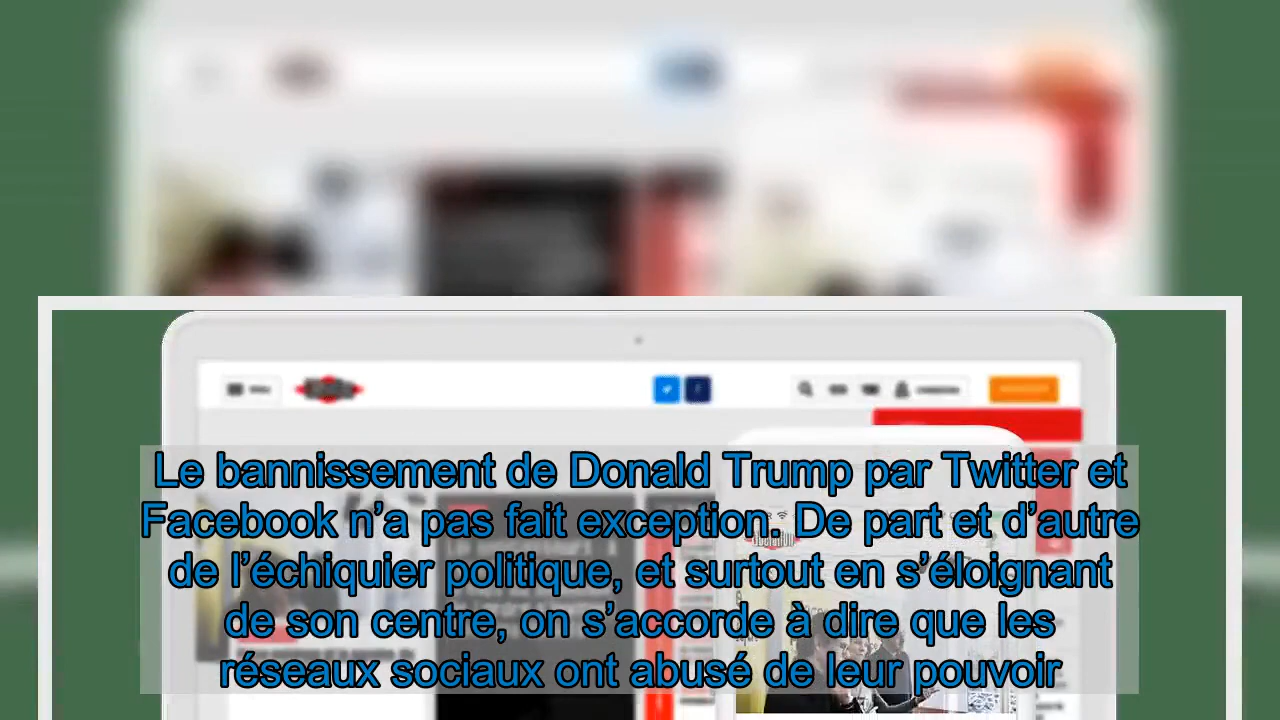 Le bannissement de Donald Trump par Twitter et
Facebook n’a pas fait exception. De part et d’autre
de l’échiquier politique, et surtout en s’éloignant
de son centre, on s’accorde à dire que les
réseaux sociaux ont abusé de leur pouvoir